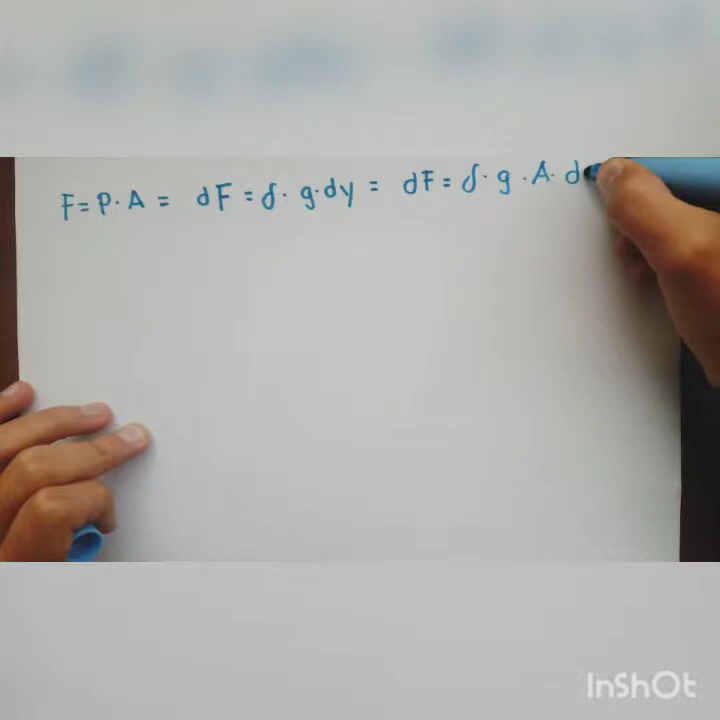 F = P · A = dF = δ · g · dy = dF = δ · g · A · d
InShOt